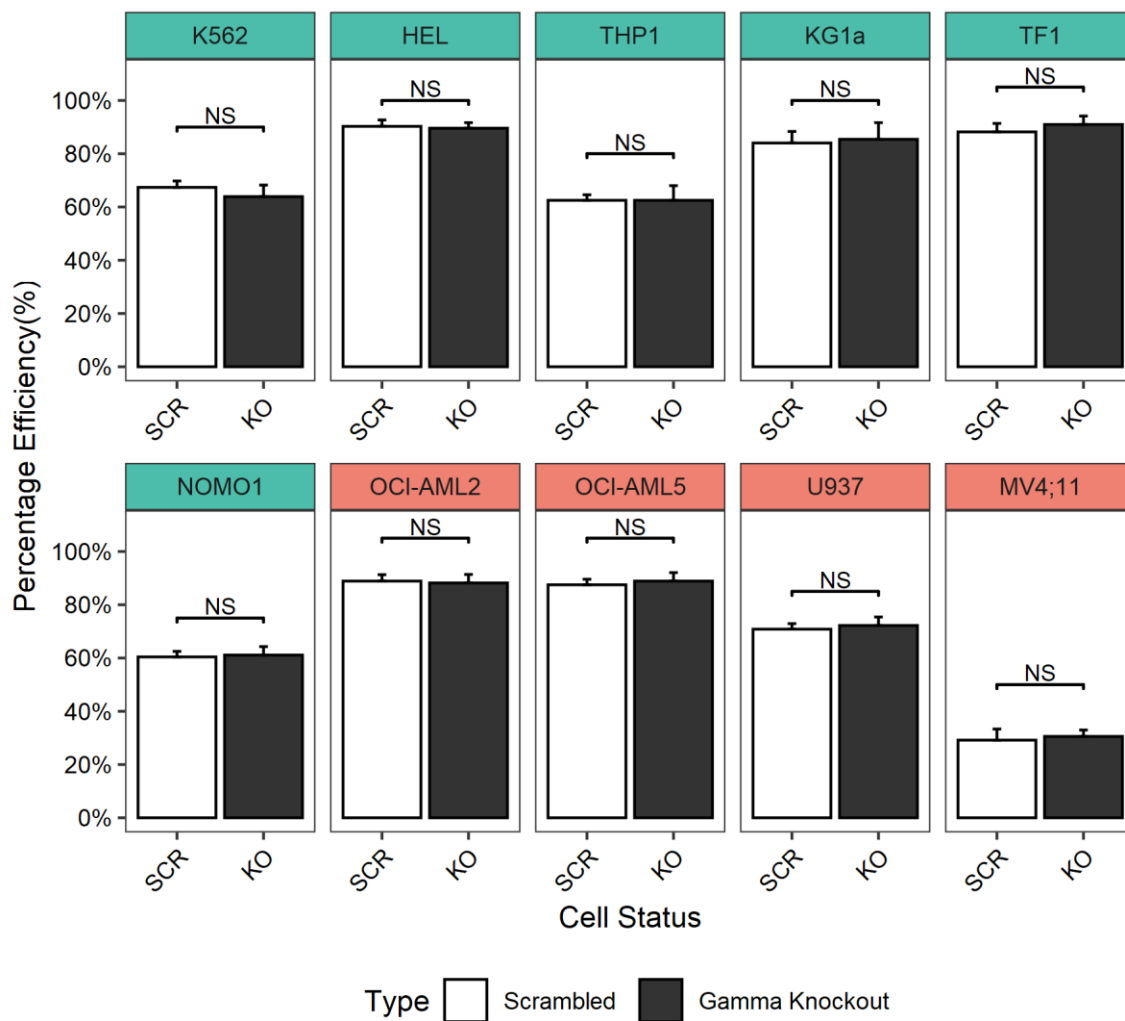 K562 HEL THP1 KG1a TF1
NS NS NS NS NS
100%
80%
60%
40%
20%
0%
SCR KO SCR KO SCR KO SCR KO SCR KO
Percentage Efficiency(%)
NOMO1 OCI-AML2 OCI-AML5 U937 MV4;11
NS NS NS NS NS
100%
80%
60%
40%
20%
0%
SCR KO SCR KO SCR KO SCR KO SCR KO
Cell Status
Type Scrambled Gamma Knockout